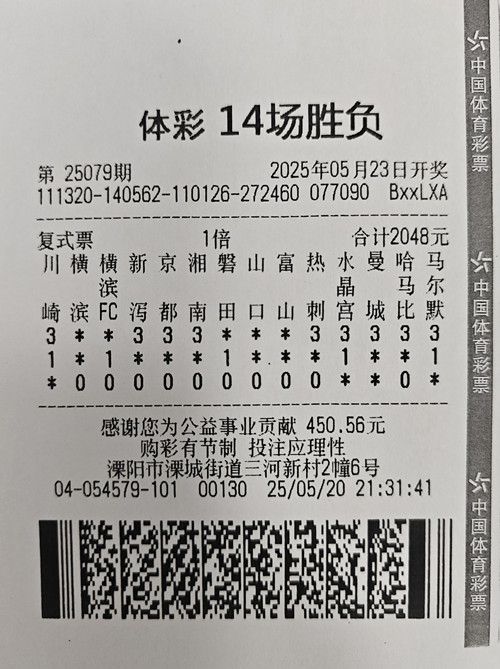 体彩 14场胜负
第 25079期 2025年05月23日开奖
111320-140562-110126-272460 077090 BxxLXA
复式票 1倍 合计2048元
川 横 横 新 京 湘 磐 山 富 热 水 曼 哈 马
滨 晶 马 尔
崎 滨 FC 泻 都 南 田 口 山 刺 宫 城 比 默
3 * * 3 3 3 * * * 3 3 3 3 3
1 * 1 * * * 1 * * * 1 * * 1
* 0 0 0 0 0 0 0 0 0 * * 0 *
感谢您为公益事业贡献 450.56元
购彩有节制 投注应理性
溧阳市溧城街道三河新村2幢6号
04-054579-101 00130 25/05/20 21:31:41
中国体育彩票
中国体育彩票
中国体育彩票